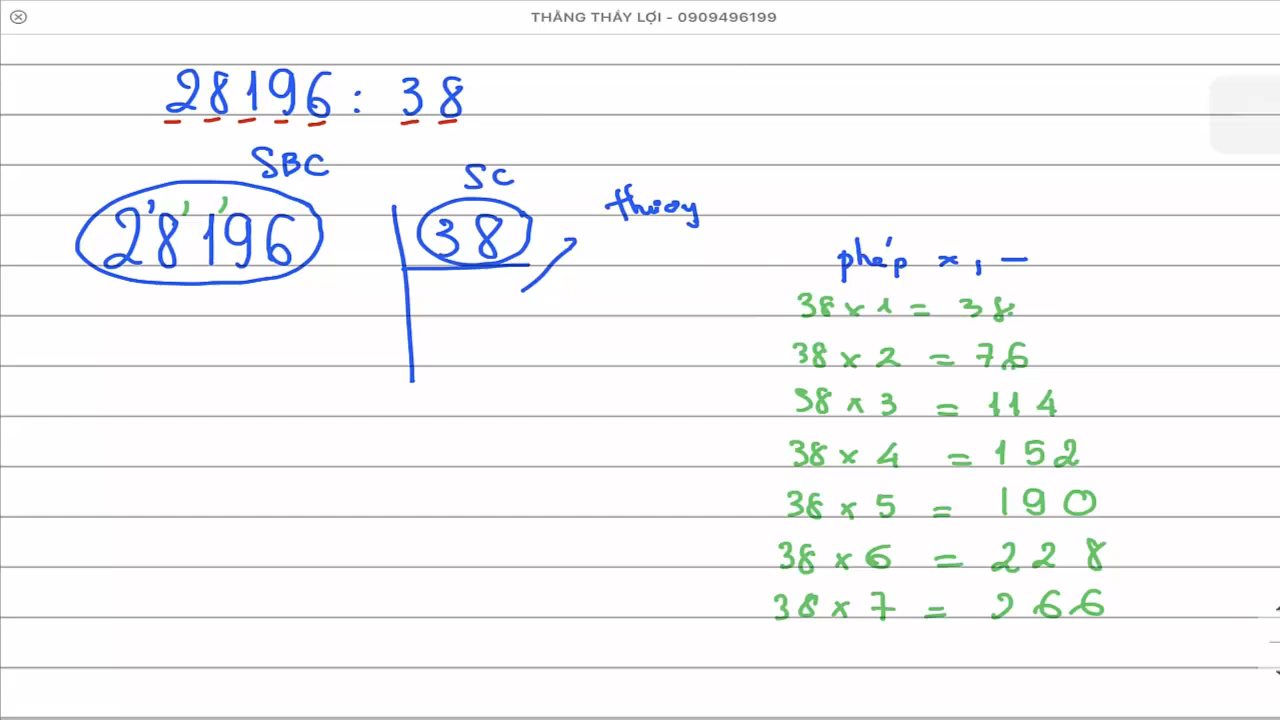 THẦNG THẦY LỢI - 0909496199
28196 : 38
SBC
SC
28196
38
thương
phép x, −
38 x 1 = 38
38 x 2 = 76
38 x 3 = 114
38 x 4 = 152
38 x 5 = 190
38 x 6 = 228
38 x 7 = 266